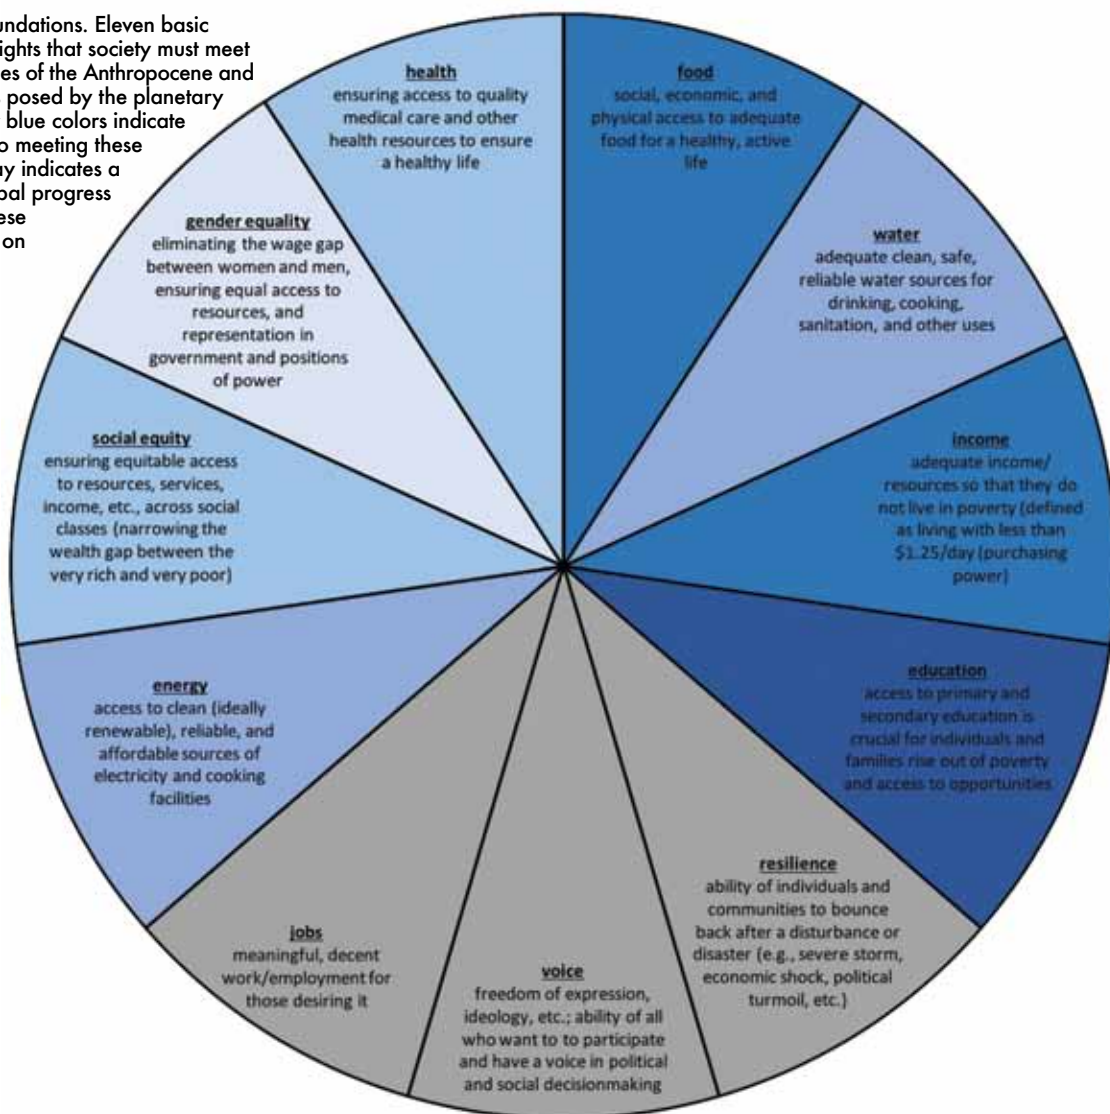 undations. Eleven basic
ights that society must meet
es of the Anthropocene and
posed by the planetary
blue colors indicate
o meeting these
ay indicates a
bal progress
ese
on
health
ensuring access to quality
medical care and other
health resources to ensure
a healthy life
food
social, economic, and
physical access to adequate
food for a healthy, active
life
water
adequate clean, safe,
reliable water sources for
drinking, cooking,
sanitation, and other uses
income
adequate income/
resources so that they do
not live in poverty (defined
as living with less than
$1.25/day (purchasing
power)
education
access to primary and
secondary education is
crucial for individuals and
families rise out of poverty
and access to opportunities
resilience
ability of individuals and
communities to bounce
back after a disturbance or
disaster (e.g., severe storm,
economic shock, political
turmoil, etc.)
voice
freedom of expression,
ideology, etc.; ability of all
who want to to participate
and have a voice in political
and social decisionmaking
jobs
meaningful, decent
work/employment for
those desiring it
energy
access to clean (ideally
renewable), reliable, and
affordable sources of
electricity and cooking
facilities
social equity
ensuring equitable access
to resources, services,
income, etc., across social
classes (narrowing the
wealth gap between the
very rich and very poor)
gender equality
eliminating the wage gap
between women and men,
ensuring equal access to
resources, and
representation in
government and positions
of power